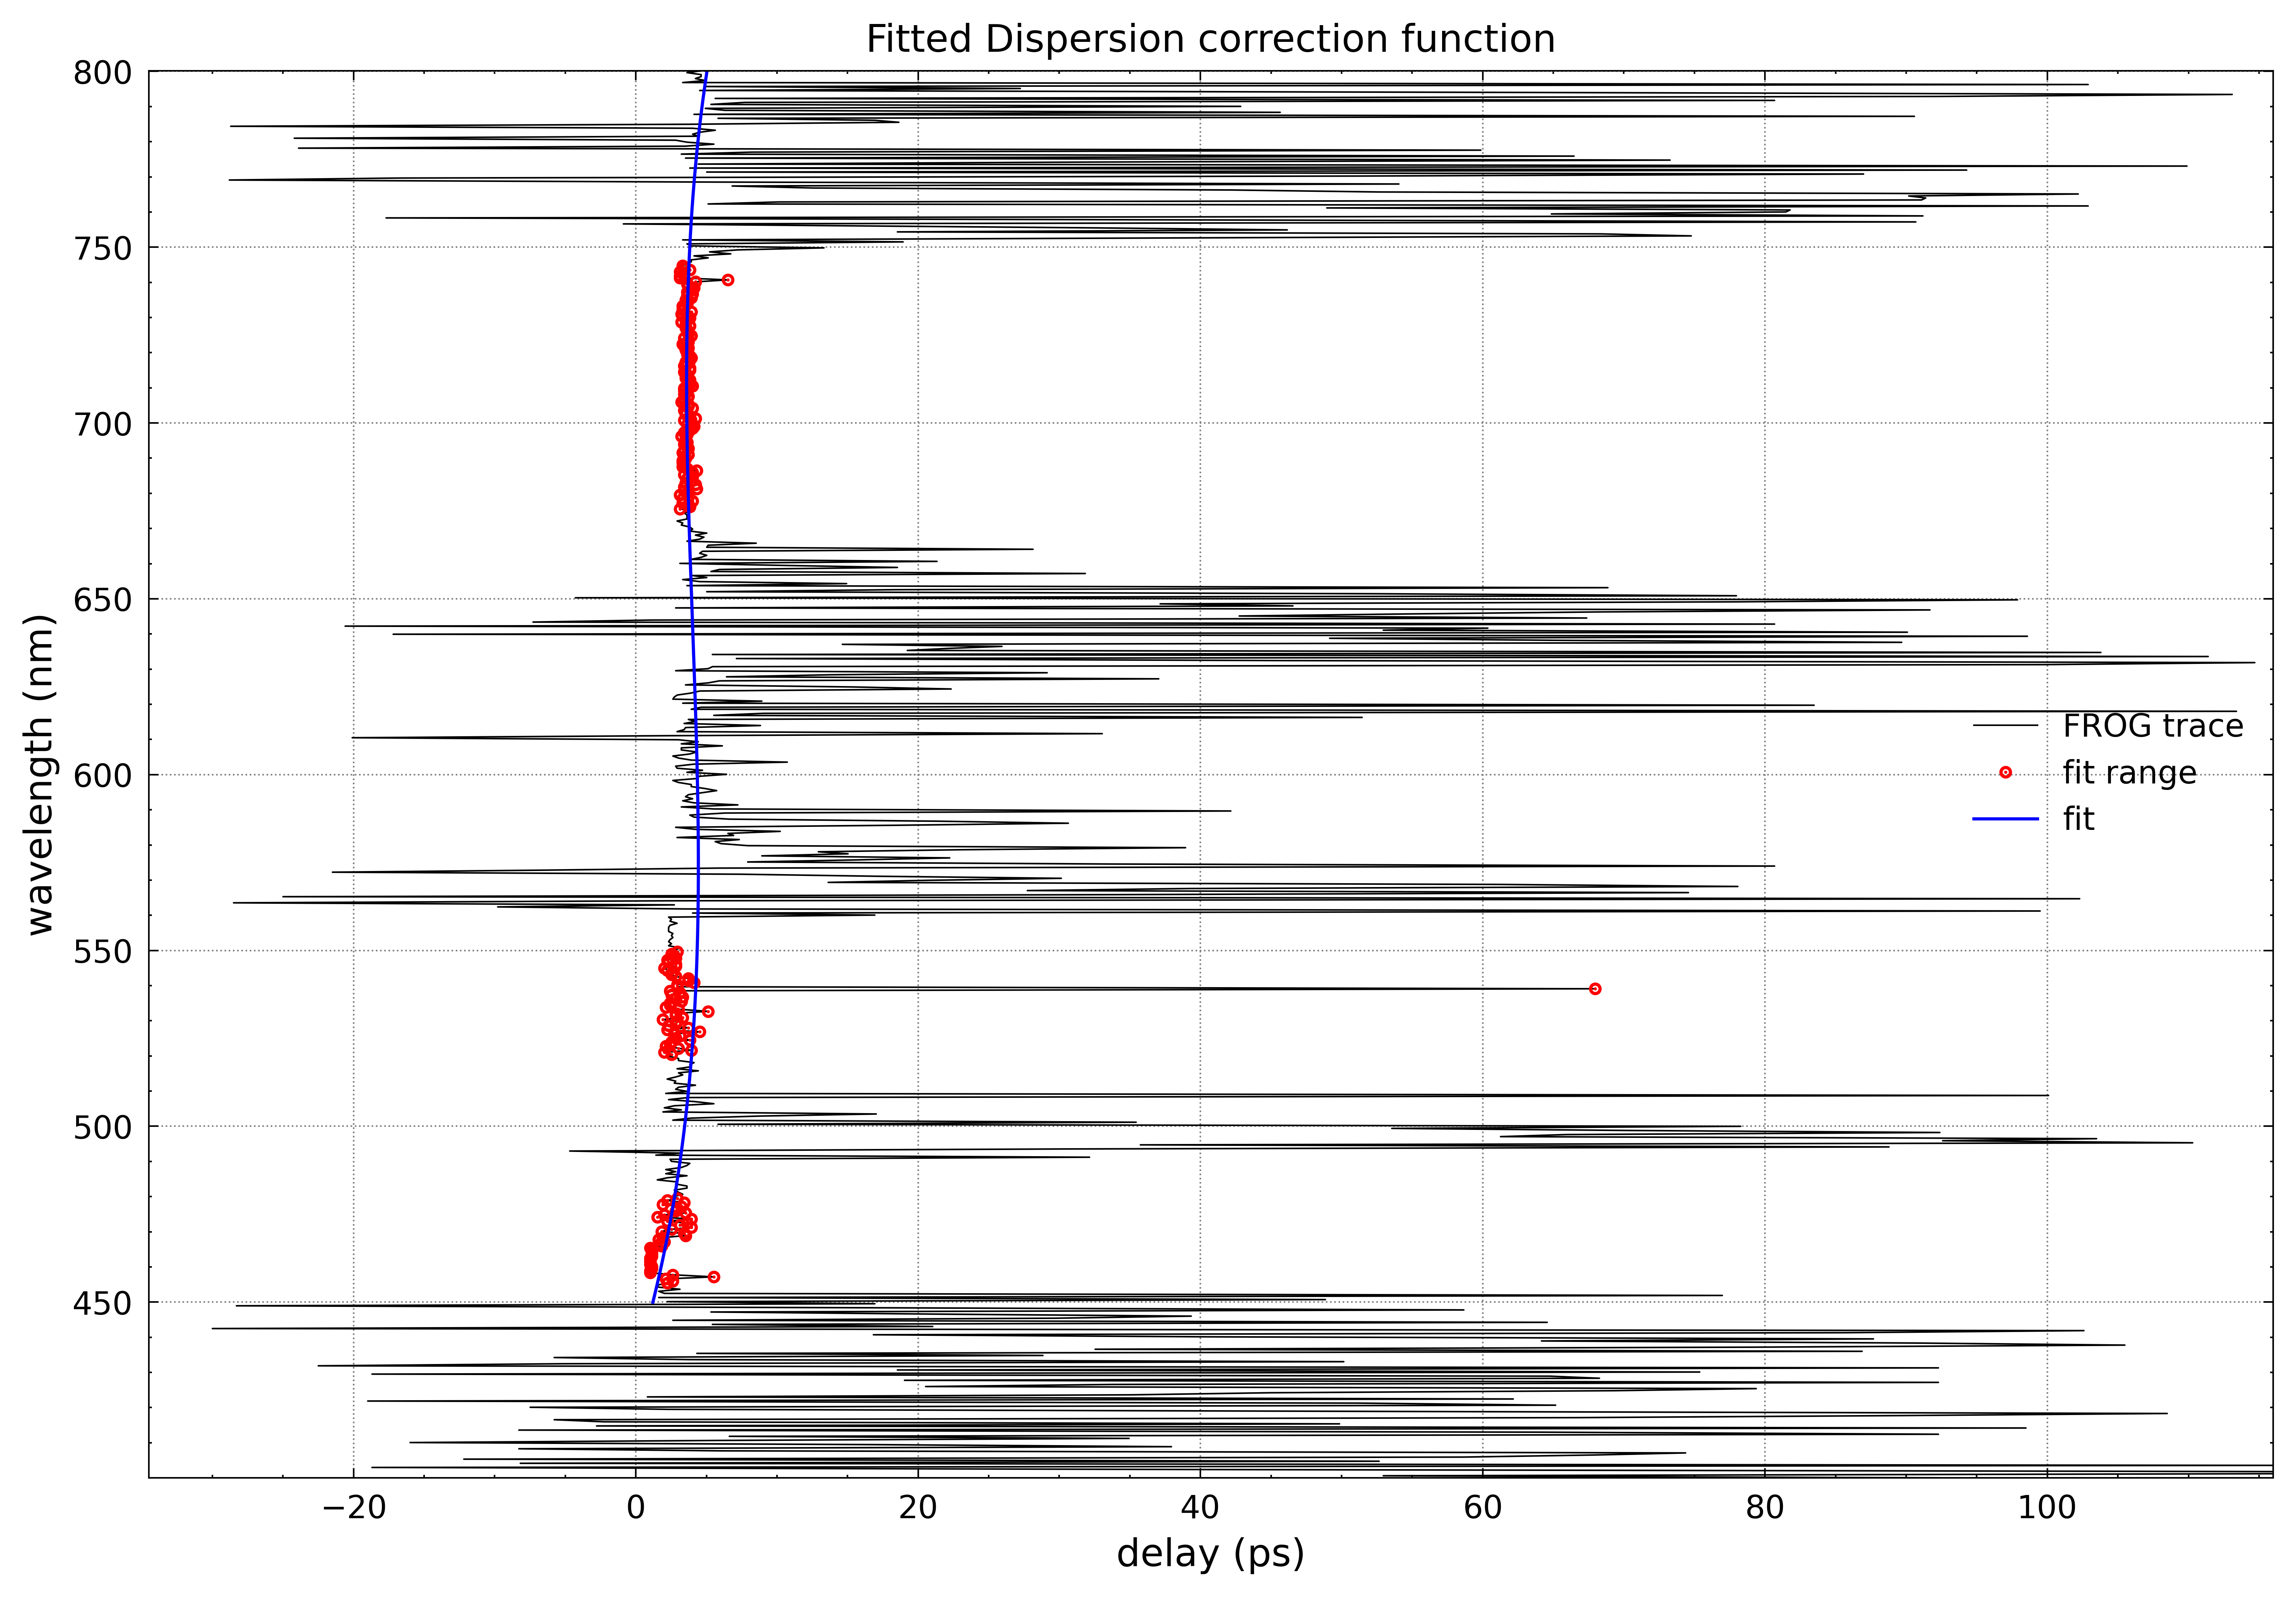 Fitted Dispersion correction function
800
750
700
650
600
550
500
450
wavelength (nm)
FROG trace
fit range
fit
−20 0 20 40 60 80 100
delay (ps)